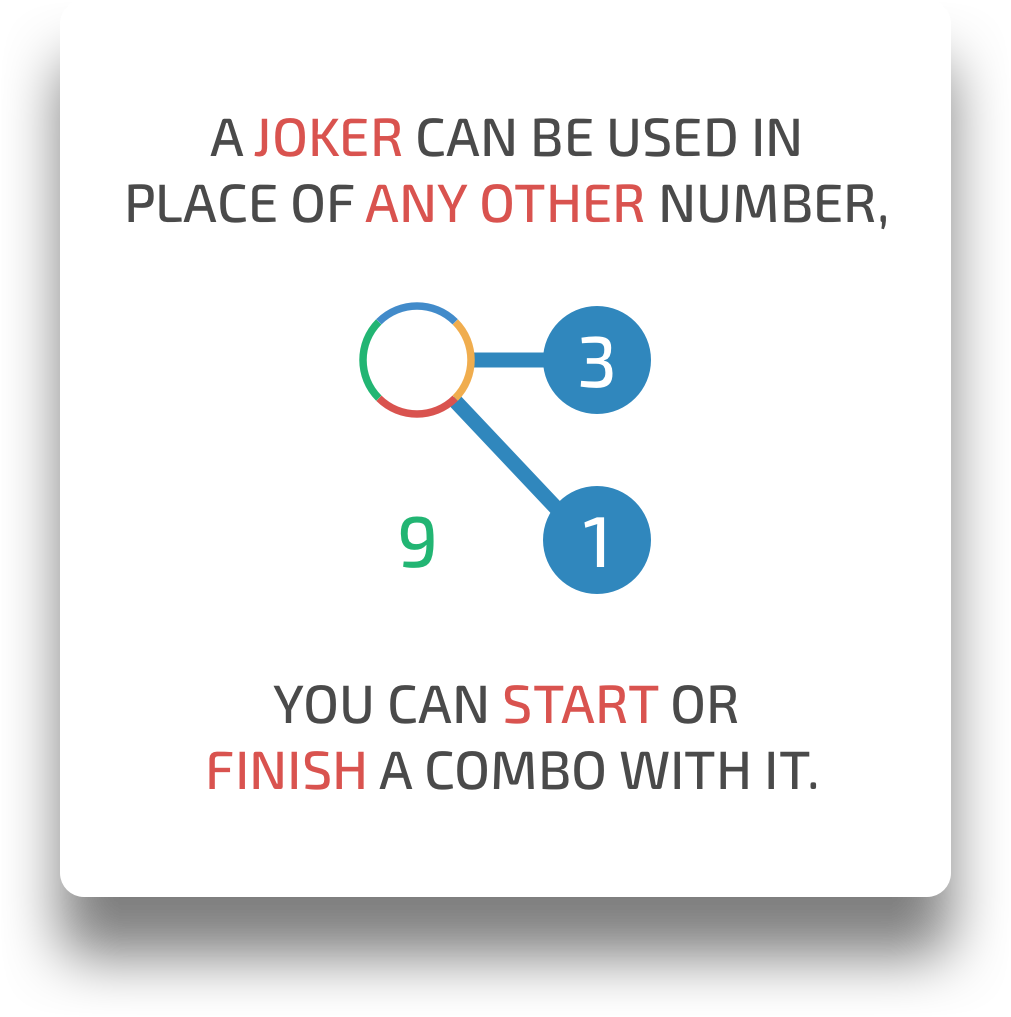 A JOKER CAN BE USED IN
PLACE OF ANY OTHER NUMBER,
3
9 1
YOU CAN START OR
FINISH A COMBO WITH IT.